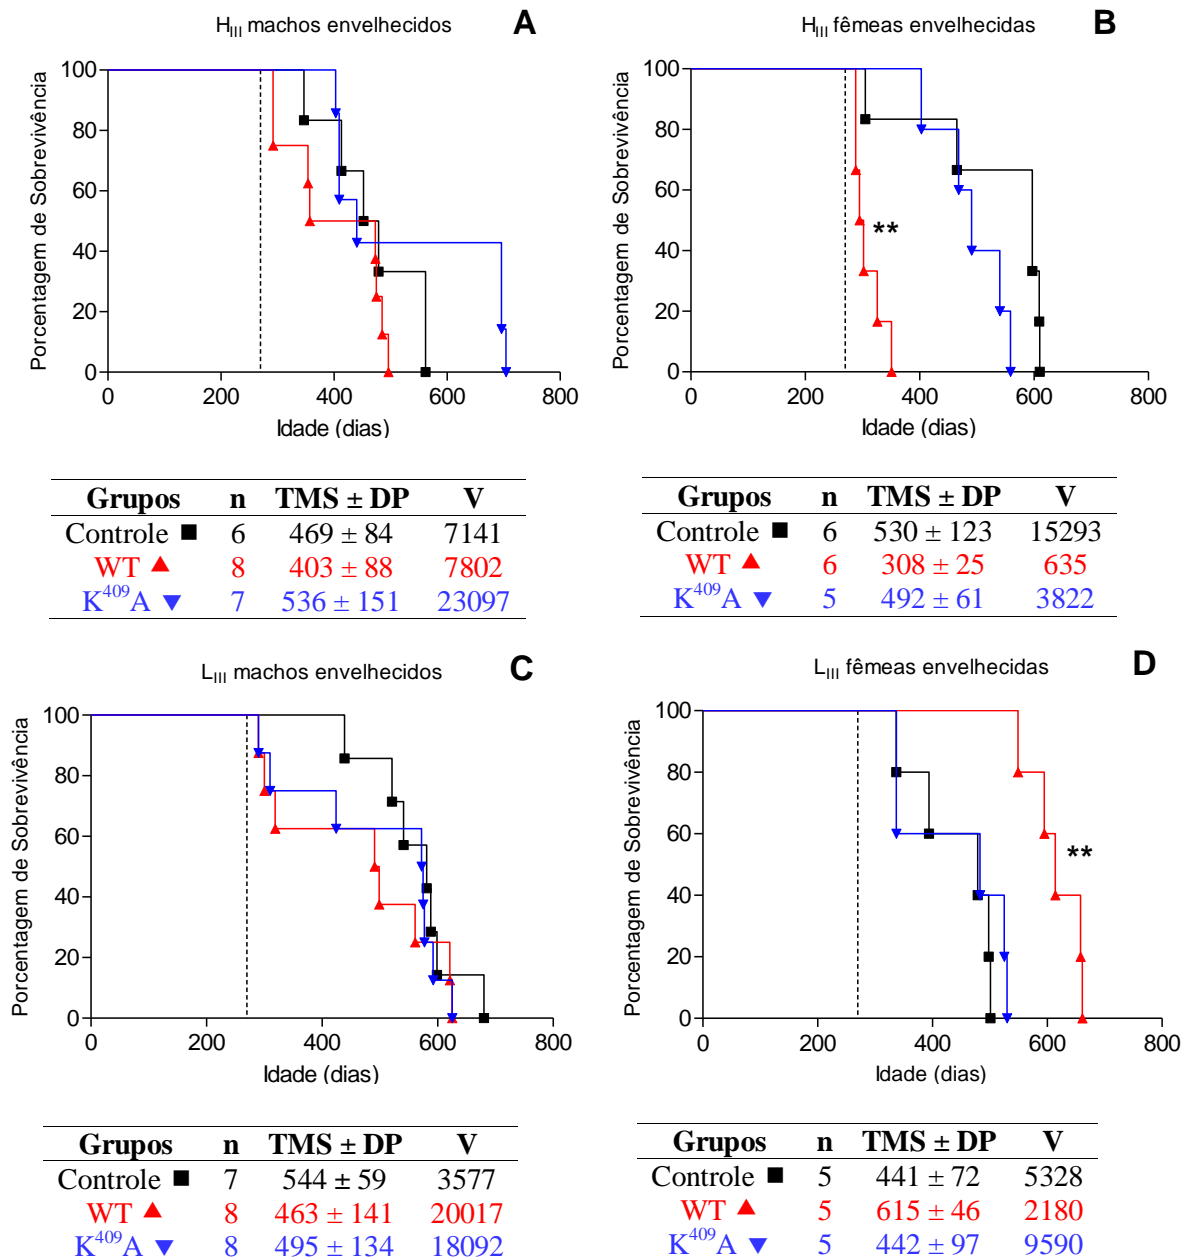 H_III machos envelhecidos
A
Porcentagem de Sobrevivência
100
80
60
40
20
0
0 200 400 600 800
Idade (dias)
Grupos n TMS ± DP V
Controle ■ 6 469 ± 84 7141
WT ▲ 8 403 ± 88 7802
K^409A ▼ 7 536 ± 151 23097
H_III fêmeas envelhecidas
B
Porcentagem de Sobrevivência
100
80
60
40
20
0
**
0 200 400 600 800
Idade (dias)
Grupos n TMS ± DP V
Controle ■ 6 530 ± 123 15293
WT ▲ 6 308 ± 25 635
K^409A ▼ 5 492 ± 61 3822
L_III machos envelhecidos
C
Porcentagem de Sobrevivência
100
80
60
40
20
0
0 200 400 600 800
Idade (dias)
Grupos n TMS ± DP V
Controle ■ 7 544 ± 59 3577
WT ▲ 8 463 ± 141 20017
K^409A ▼ 8 495 ± 134 18092
L_III fêmeas envelhecidas
D
Porcentagem de Sobrevivência
100
80
60
40
20
0
**
0 200 400 600 800
Idade (dias)
Grupos n TMS ± DP V
Controle ■ 5 441 ± 72 5328
WT ▲ 5 615 ± 46 2180
K^409A ▼ 5 442 ± 97 9590